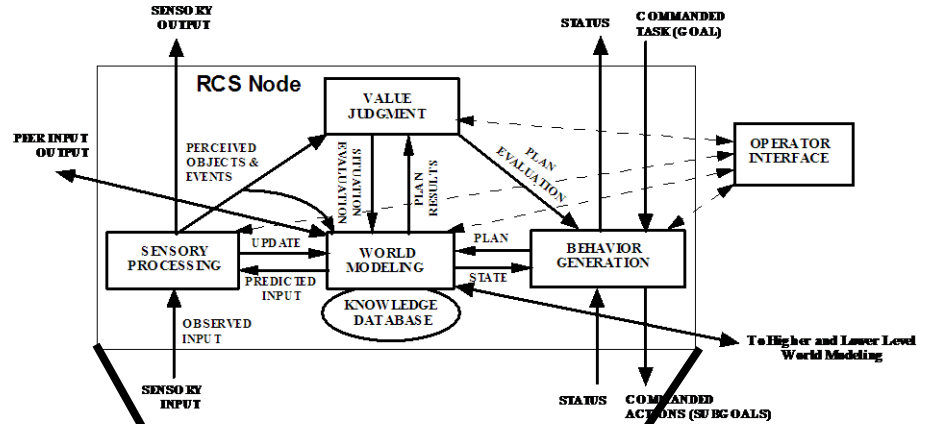 SENSORY
OUTPUT
STATUS
COMMANDED
TASK (GOAL)
RCS Node
VALUE
JUDGMENT
PEER INPUT
OUTPUT
PERCEIVED
OBJECTS &
EVENTS
SITUATION
EVALUATION
PLAN
RESULTS
PLAN
EVALUATION
OPERATOR
INTERFACE
SENSORY
PROCESSING
UPDATE
PREDICTED
INPUT
WORLD
MODELING
PLAN
STATE
BEHAVIOR
GENERATION
KNOWLEDGE
DATABASE
OBSERVED
INPUT
To Higher and Lower Level
World Modeling
SENSORY
INPUT
STATUS
COMMANDED
ACTIONS (SUBGOALS)